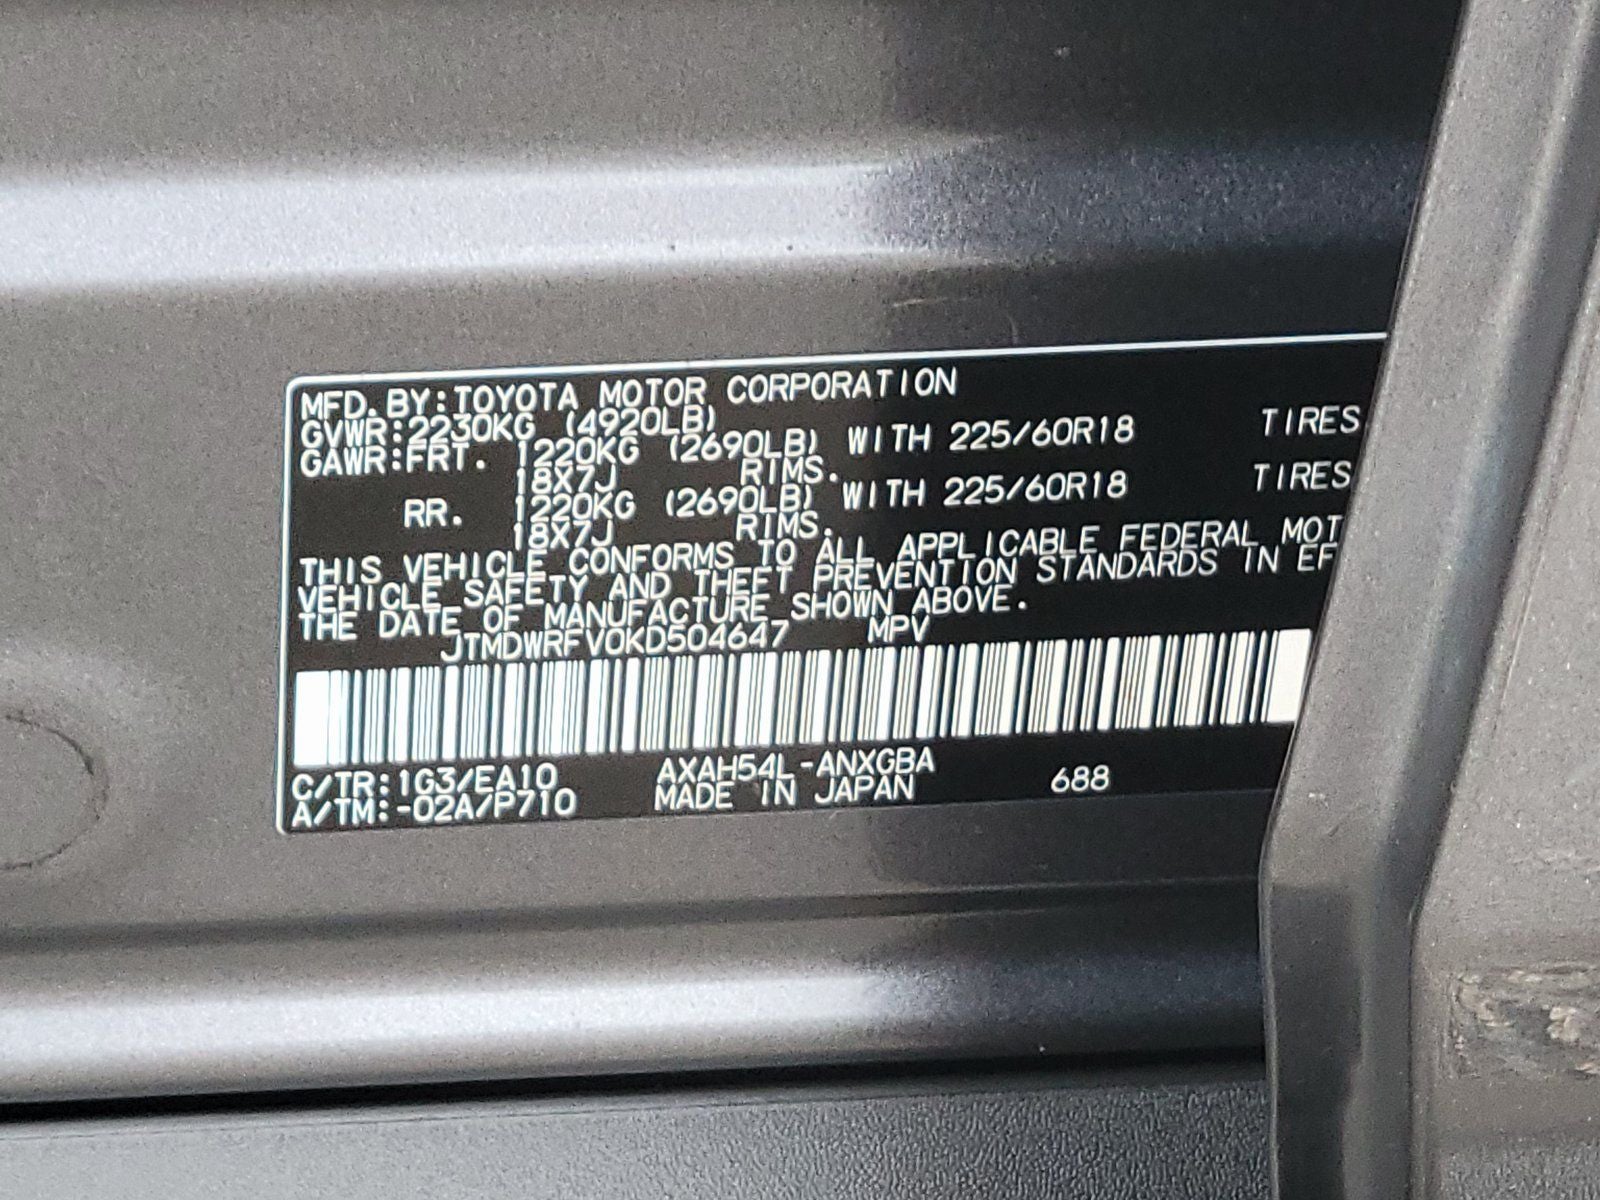 MFD. BY: TOYOTA MOTOR CORPORATION
GVWR: 2230KG (4920LB)
GAWR: FRT. 1220KG (2690LB) WITH 225/60R18 TIRES
18X7J RIMS.
RR. 1220KG (2690LB) WITH 225/60R18 TIRES
18X7J RIMS.
THIS VEHICLE CONFORMS TO ALL APPLICABLE FEDERAL MOT
VEHICLE SAFETY AND THEFT PREVENTION STANDARDS IN EF
THE DATE OF MANUFACTURE SHOWN ABOVE.
JTMDWRFV0KD504647 MPV
C/TR: 1G3/EA10 AXAH54L-ANXGBA 688
A/TM: -02A/P710 MADE IN JAPAN